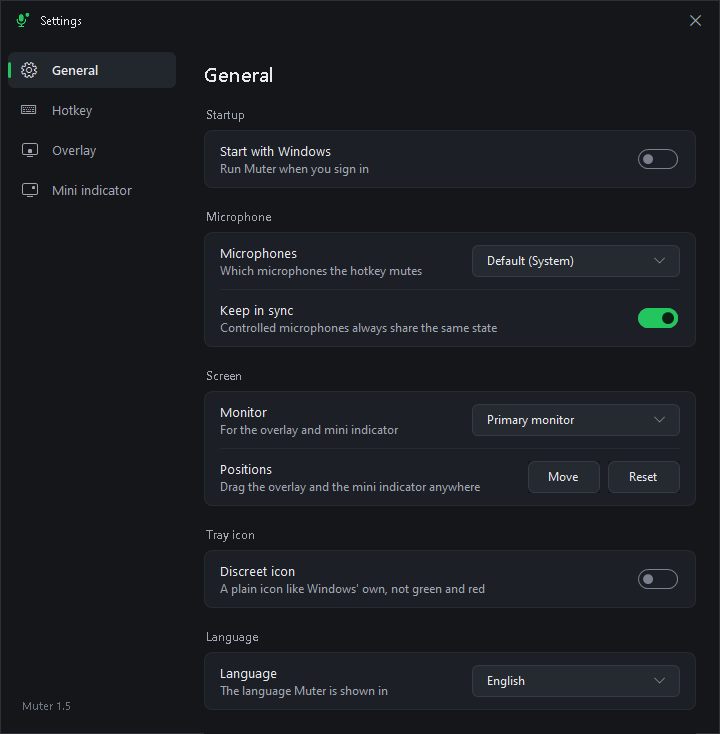 Settings
General
Hotkey
Overlay
Mini indicator
Muter 1.5
General
Startup
Start with Windows
Run Muter when you sign in
Microphone
Microphones
Which microphones the hotkey mutes
Default (System)
Keep in sync
Controlled microphones always share the same state
Screen
Monitor
For the overlay and mini indicator
Primary monitor
Positions
Drag the overlay and the mini indicator anywhere
Move
Reset
Tray icon
Discreet icon
A plain icon like Windows' own, not green and red
Language
Language
The language Muter is shown in
English